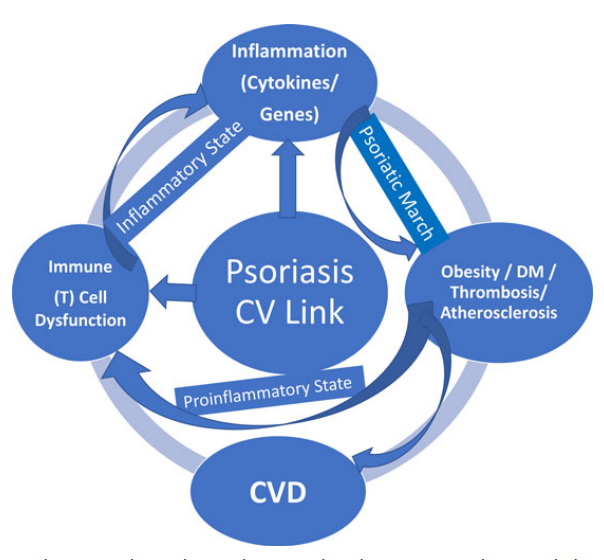 Inflammation
(Cytokines/
Genes)
Inflammatory State
Psoriatic March
Immune
(T) Cell
Dysfunction
Psoriasis
CV Link
Obesity / DM /
Thrombosis/
Atherosclerosis
Proinflammatory State
CVD